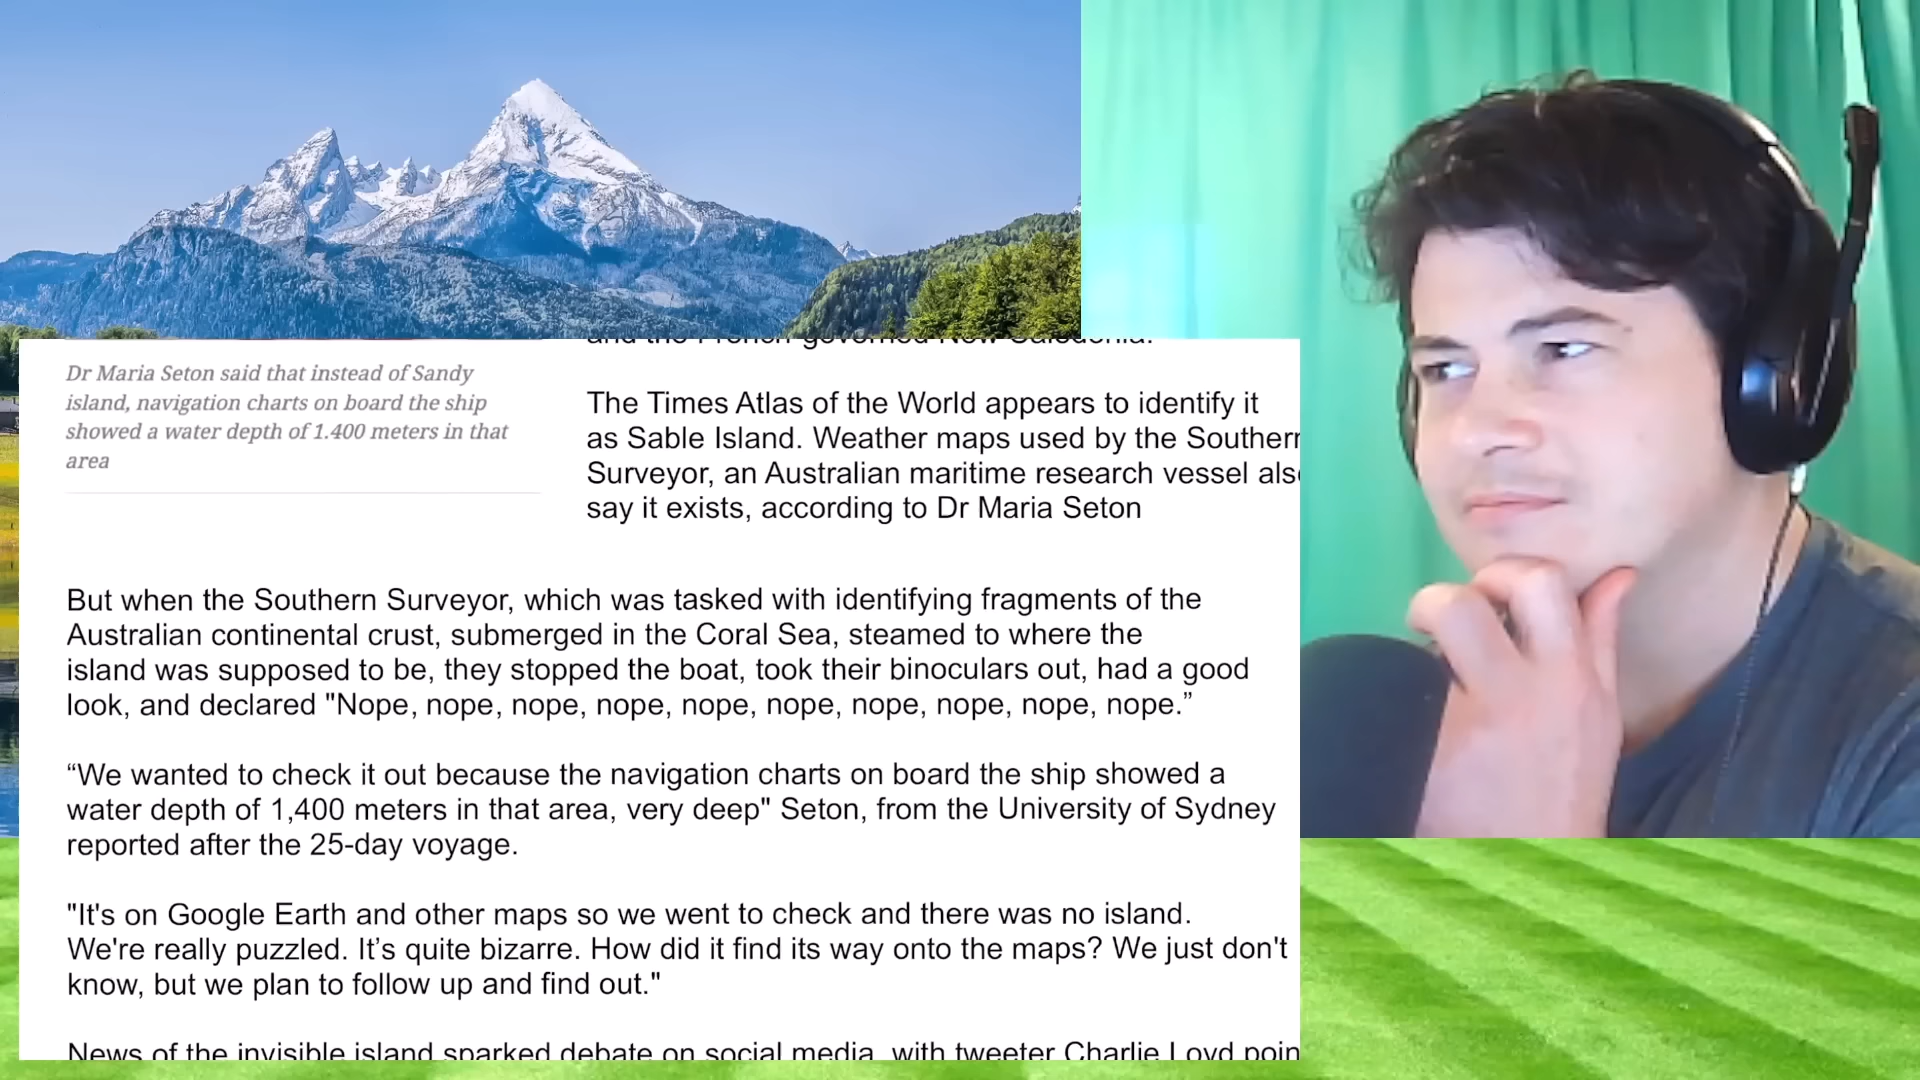 Dr Maria Seton said that instead of Sandy
island, navigation charts on board the ship
showed a water depth of 1.400 meters in that
area
and the French-governed New Caledonia.
The Times Atlas of the World appears to identify it
as Sable Island. Weather maps used by the Southern
Surveyor, an Australian maritime research vessel also
say it exists, according to Dr Maria Seton
But when the Southern Surveyor, which was tasked with identifying fragments of the
Australian continental crust, submerged in the Coral Sea, steamed to where the
island was supposed to be, they stopped the boat, took their binoculars out, had a good
look, and declared "Nope, nope, nope, nope, nope, nope, nope, nope, nope, nope.”
“We wanted to check it out because the navigation charts on board the ship showed a
water depth of 1,400 meters in that area, very deep" Seton, from the University of Sydney
reported after the 25-day voyage.
"It's on Google Earth and other maps so we went to check and there was no island.
We're really puzzled. It’s quite bizarre. How did it find its way onto the maps? We just don't
know, but we plan to follow up and find out."
News of the invisible island sparked debate on social media, with tweeter Charlie Loyd poin